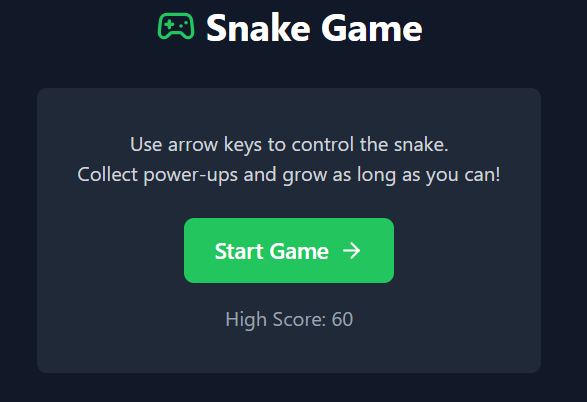 Snake Game
Use arrow keys to control the snake.
Collect power-ups and grow as long as you can!
Start Game →
High Score: 60